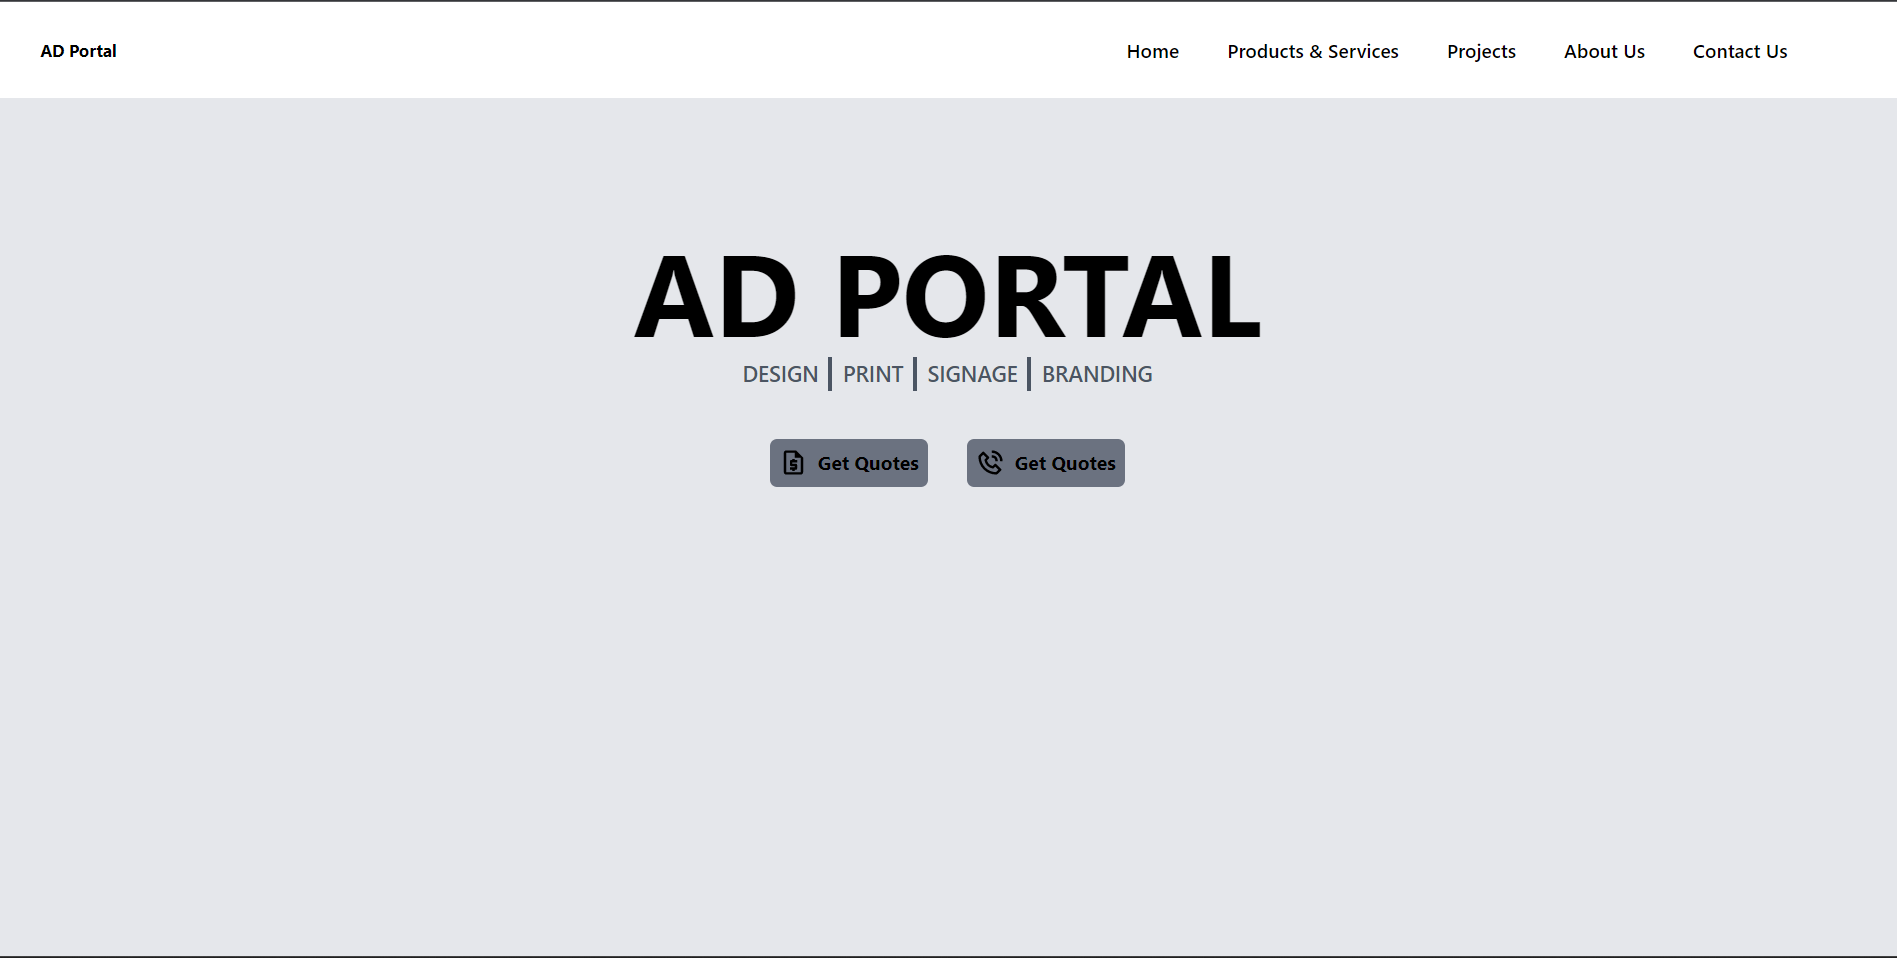 AD Portal Home Products & Services Projects About Us Contact Us
AD PORTAL
DESIGN | PRINT | SIGNAGE | BRANDING
Get Quotes Get Quotes